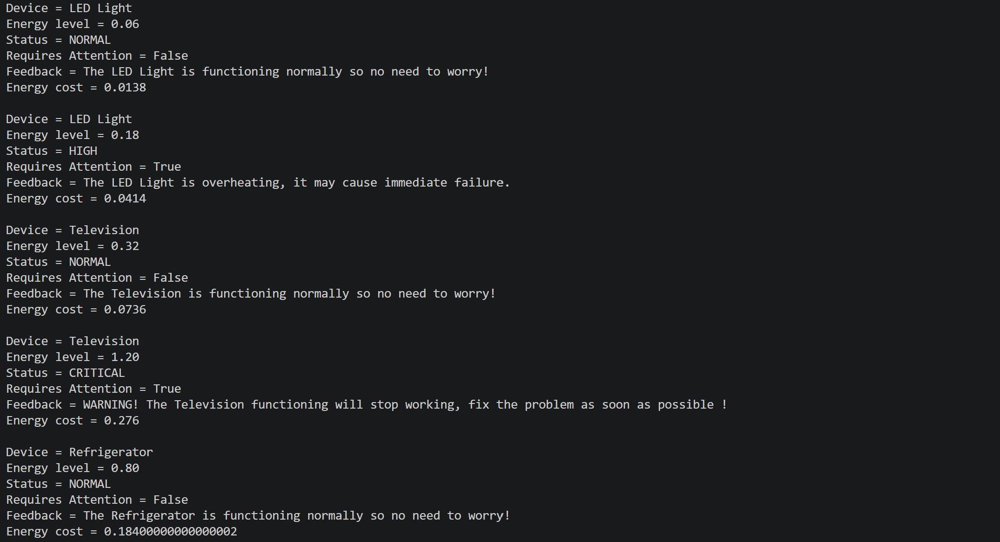 Device = LED Light
Energy level = 0.06
Status = NORMAL
Requires Attention = False
Feedback = The LED Light is functioning normally so no need to worry!
Energy cost = 0.0138

Device = LED Light
Energy level = 0.18
Status = HIGH
Requires Attention = True
Feedback = The LED Light is overheating, it may cause immediate failure.
Energy cost = 0.0414

Device = Television
Energy level = 0.32
Status = NORMAL
Requires Attention = False
Feedback = The Television is functioning normally so no need to worry!
Energy cost = 0.0736

Device = Television
Energy level = 1.20
Status = CRITICAL
Requires Attention = True
Feedback = WARNING! The Television functioning will stop working, fix the problem as soon as possible !
Energy cost = 0.276

Device = Refrigerator
Energy level = 0.80
Status = NORMAL
Requires Attention = False
Feedback = The Refrigerator is functioning normally so no need to worry!
Energy cost = 0.18400000000000002